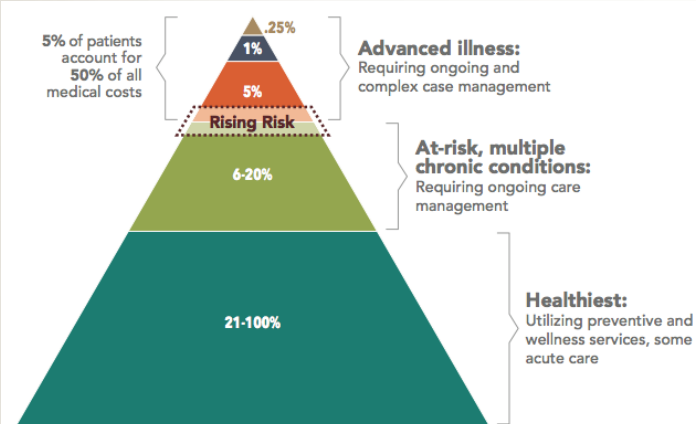 .25%
5% of patients
account for
50% of all
medical costs
1%
Advanced illness:
Requiring ongoing and
complex case management
5%
Rising Risk
At-risk, multiple
chronic conditions:
Requiring ongoing care
management
6-20%
Healthiest:
Utilizing preventive and
wellness services, some
acute care
21-100%